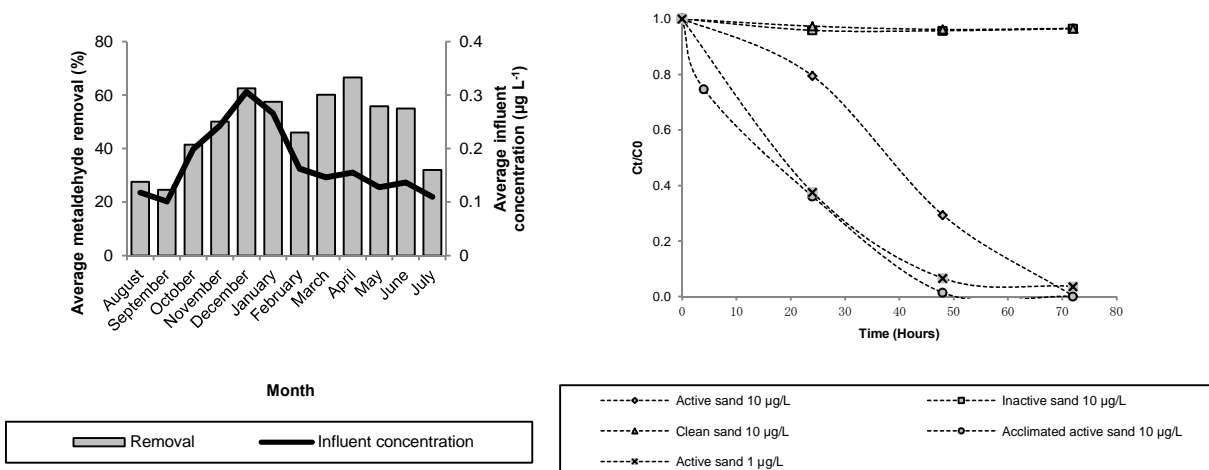 Average metaldehyde removal (%)
80
60
40
20
0
0.4
0.3
0.2
0.1
0
Average influent
concentration (µg L-1)
August
September
October
November
December
January
February
March
April
May
June
July
Month
Removal
Influent concentration
Ct/C0
1.0
0.8
0.6
0.4
0.2
0.0
0 10 20 30 40 50 60 70 80
Time (Hours)
Active sand 10 µg/L
Inactive sand 10 µg/L
Clean sand 10 µg/L
Acclimated active sand 10 µg/L
Active sand 1 µg/L